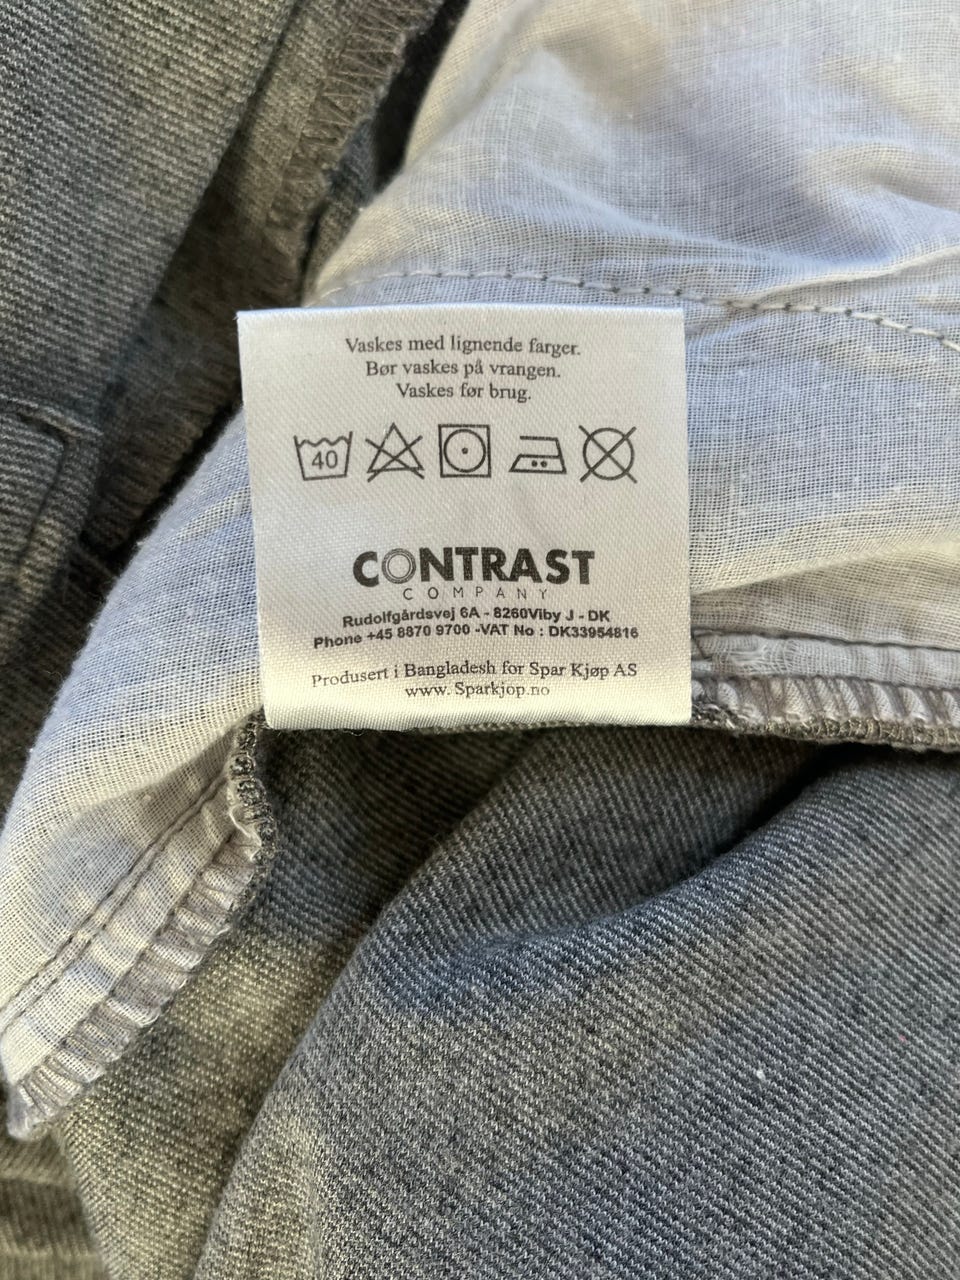 Vaskes med lignende farger.
Bør vaskes på vrangen.
Vaskes før brug.
40
CONTRAST
COMPANY
Rudolfgårdsvej 6A - 8260Viby J - DK
Phone +45 8870 9700 -VAT No : DK33954816
Produsert i Bangladesh for Spar Kjøp AS
www. Sparkjop.no